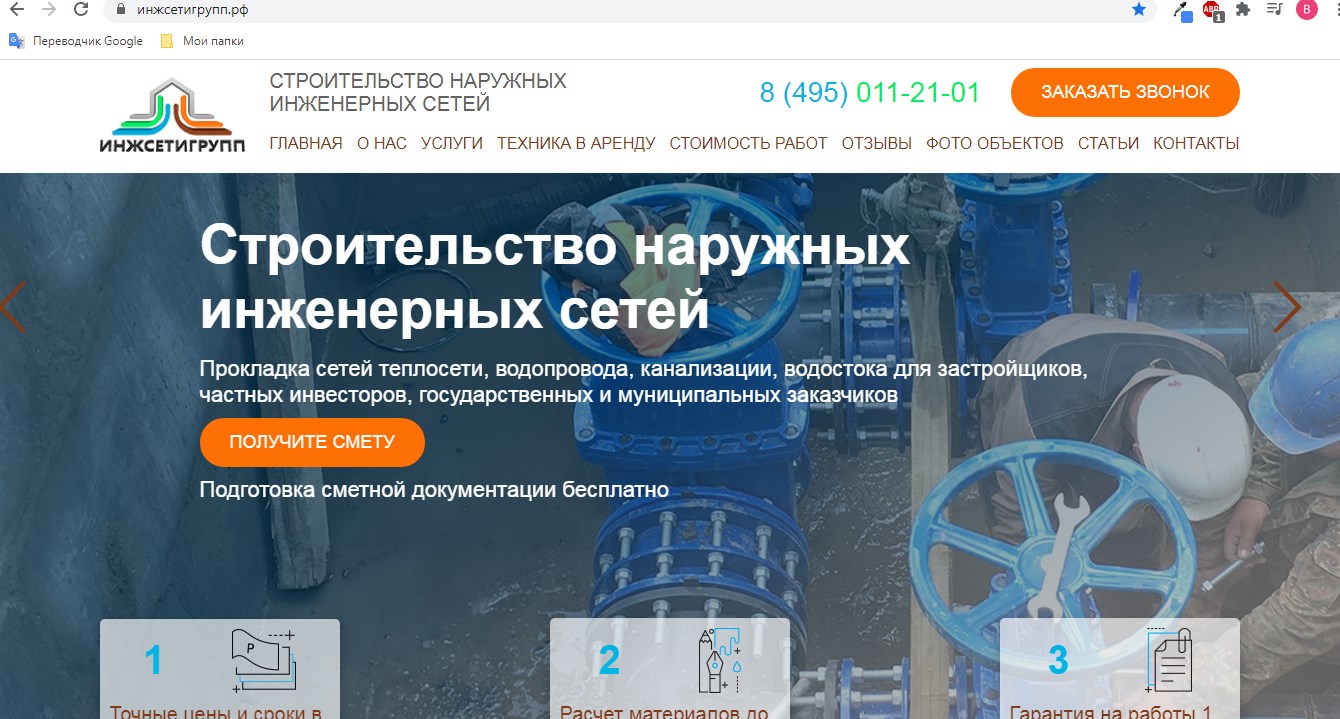 инжсетигрупп.рф
ABP
1
В
Переводчик Google
Мои папки
СТРОИТЕЛЬСТВО НАРУЖНЫХ
ИНЖЕНЕРНЫХ СЕТЕЙ
8 (495) 011-21-01
ЗАКАЗАТЬ ЗВОНОК
ИНЖСЕТИГРУПП
ГЛАВНАЯ О НАС УСЛУГИ ТЕХНИКА В АРЕНДУ СТОИМОСТЬ РАБОТ ОТЗЫВЫ ФОТО ОБЪЕКТОВ СТАТЬИ КОНТАКТЫ
Строительство наружных
инженерных сетей
Прокладка сетей теплосети, водопровода, канализации, водостока для застройщиков,
частных инвесторов, государственных и муниципальных заказчиков
ПОЛУЧИТЕ СМЕТУ
Подготовка сметной документации бесплатно
1
Р
2
3
Точные цены и сроки в
Расчет материалов до
Гарантия на работы 1